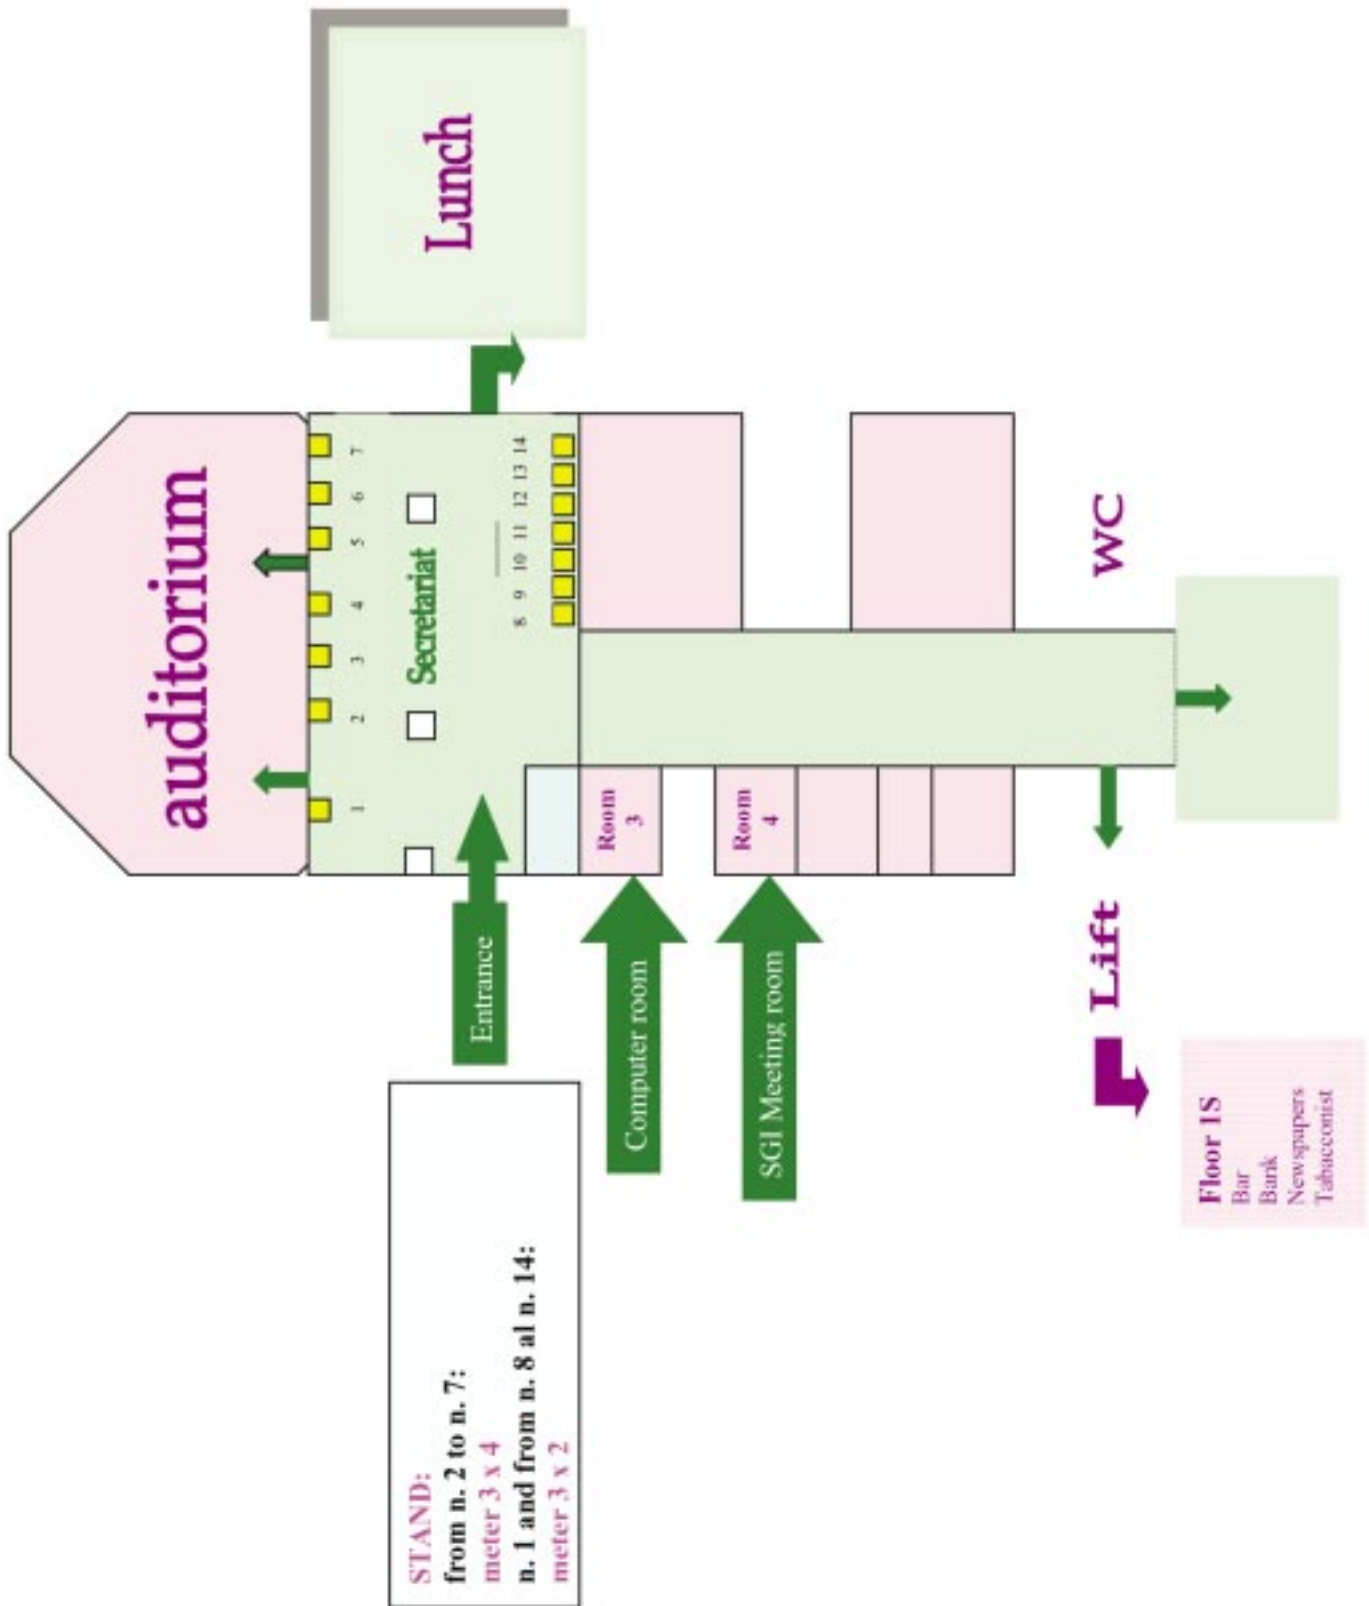 STAND:
from n. 2 to n. 7:
meter 3 x 4
n. 1 and from n. 8 al n. 14:
meter 3 x 2
Entrance
Computer room
SGI Meeting room
auditorium
1
2
3
4
5
6
7
Secretariat
8
9
10
11
12
13
14
Room
3
Room
4
Lunch
WC
Lift
Floor 1S
Bar
Bank
Newspapers
Tabacconist